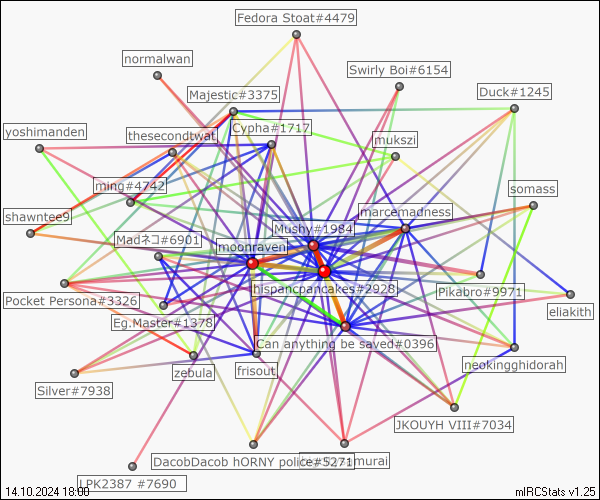 Fedora Stoat#4479
normalwan
Swirly Boi#6154
Majestic#3375
Duck#1245
yoshimanden
thesecondtwat
Cypha#1717
mukszi
ming#4742
somass
shawntee9
marcemadness
Mushy#1984
Madネコ#6901
moonraven
hispancpancakes#2928
Pikabro#9971
Pocket Persona#3326
eliakith
Eg.Master#1378
Can anything be saved#0396
zebula
frisout
neokingghidorah
Silver#7938
JKOUYH VIII#7034
DacobDacob hORNY police#5271
murai
LPK2387 #7690
14.10.2024 18:00
mIRCStats v1.25